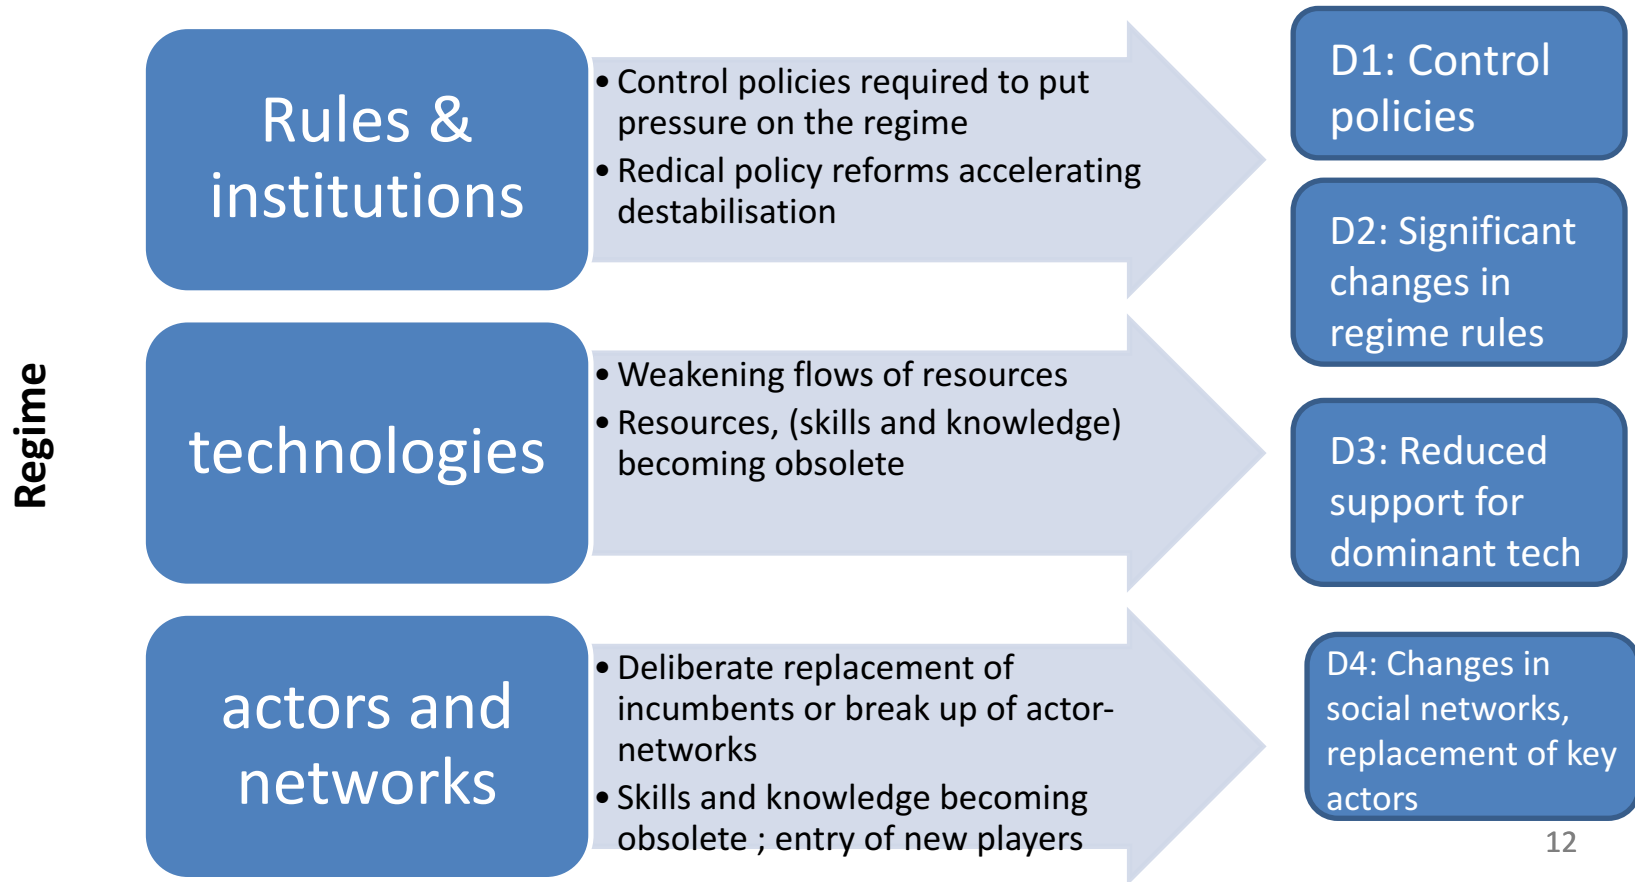 Regime
Rules &
institutions
• Control policies required to put
pressure on the regime
• Redical policy reforms accelerating
destabilisation
D1: Control
policies
D2: Significant
changes in
regime rules
technologies
• Weakening flows of resources
• Resources, (skills and knowledge)
becoming obsolete
D3: Reduced
support for
dominant tech
actors and
networks
• Deliberate replacement of
incumbents or break up of actor-
networks
• Skills and knowledge becoming
obsolete ; entry of new players
D4: Changes in
social networks,
replacement of key
actors
12